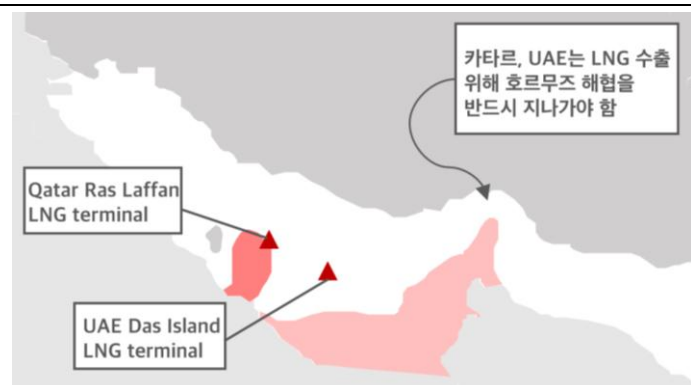 카타르, UAE는 LNG 수출
위해 호르무즈 해협을
반드시 지나가야 함
Qatar Ras Laffan
LNG terminal
UAE Das Island
LNG terminal